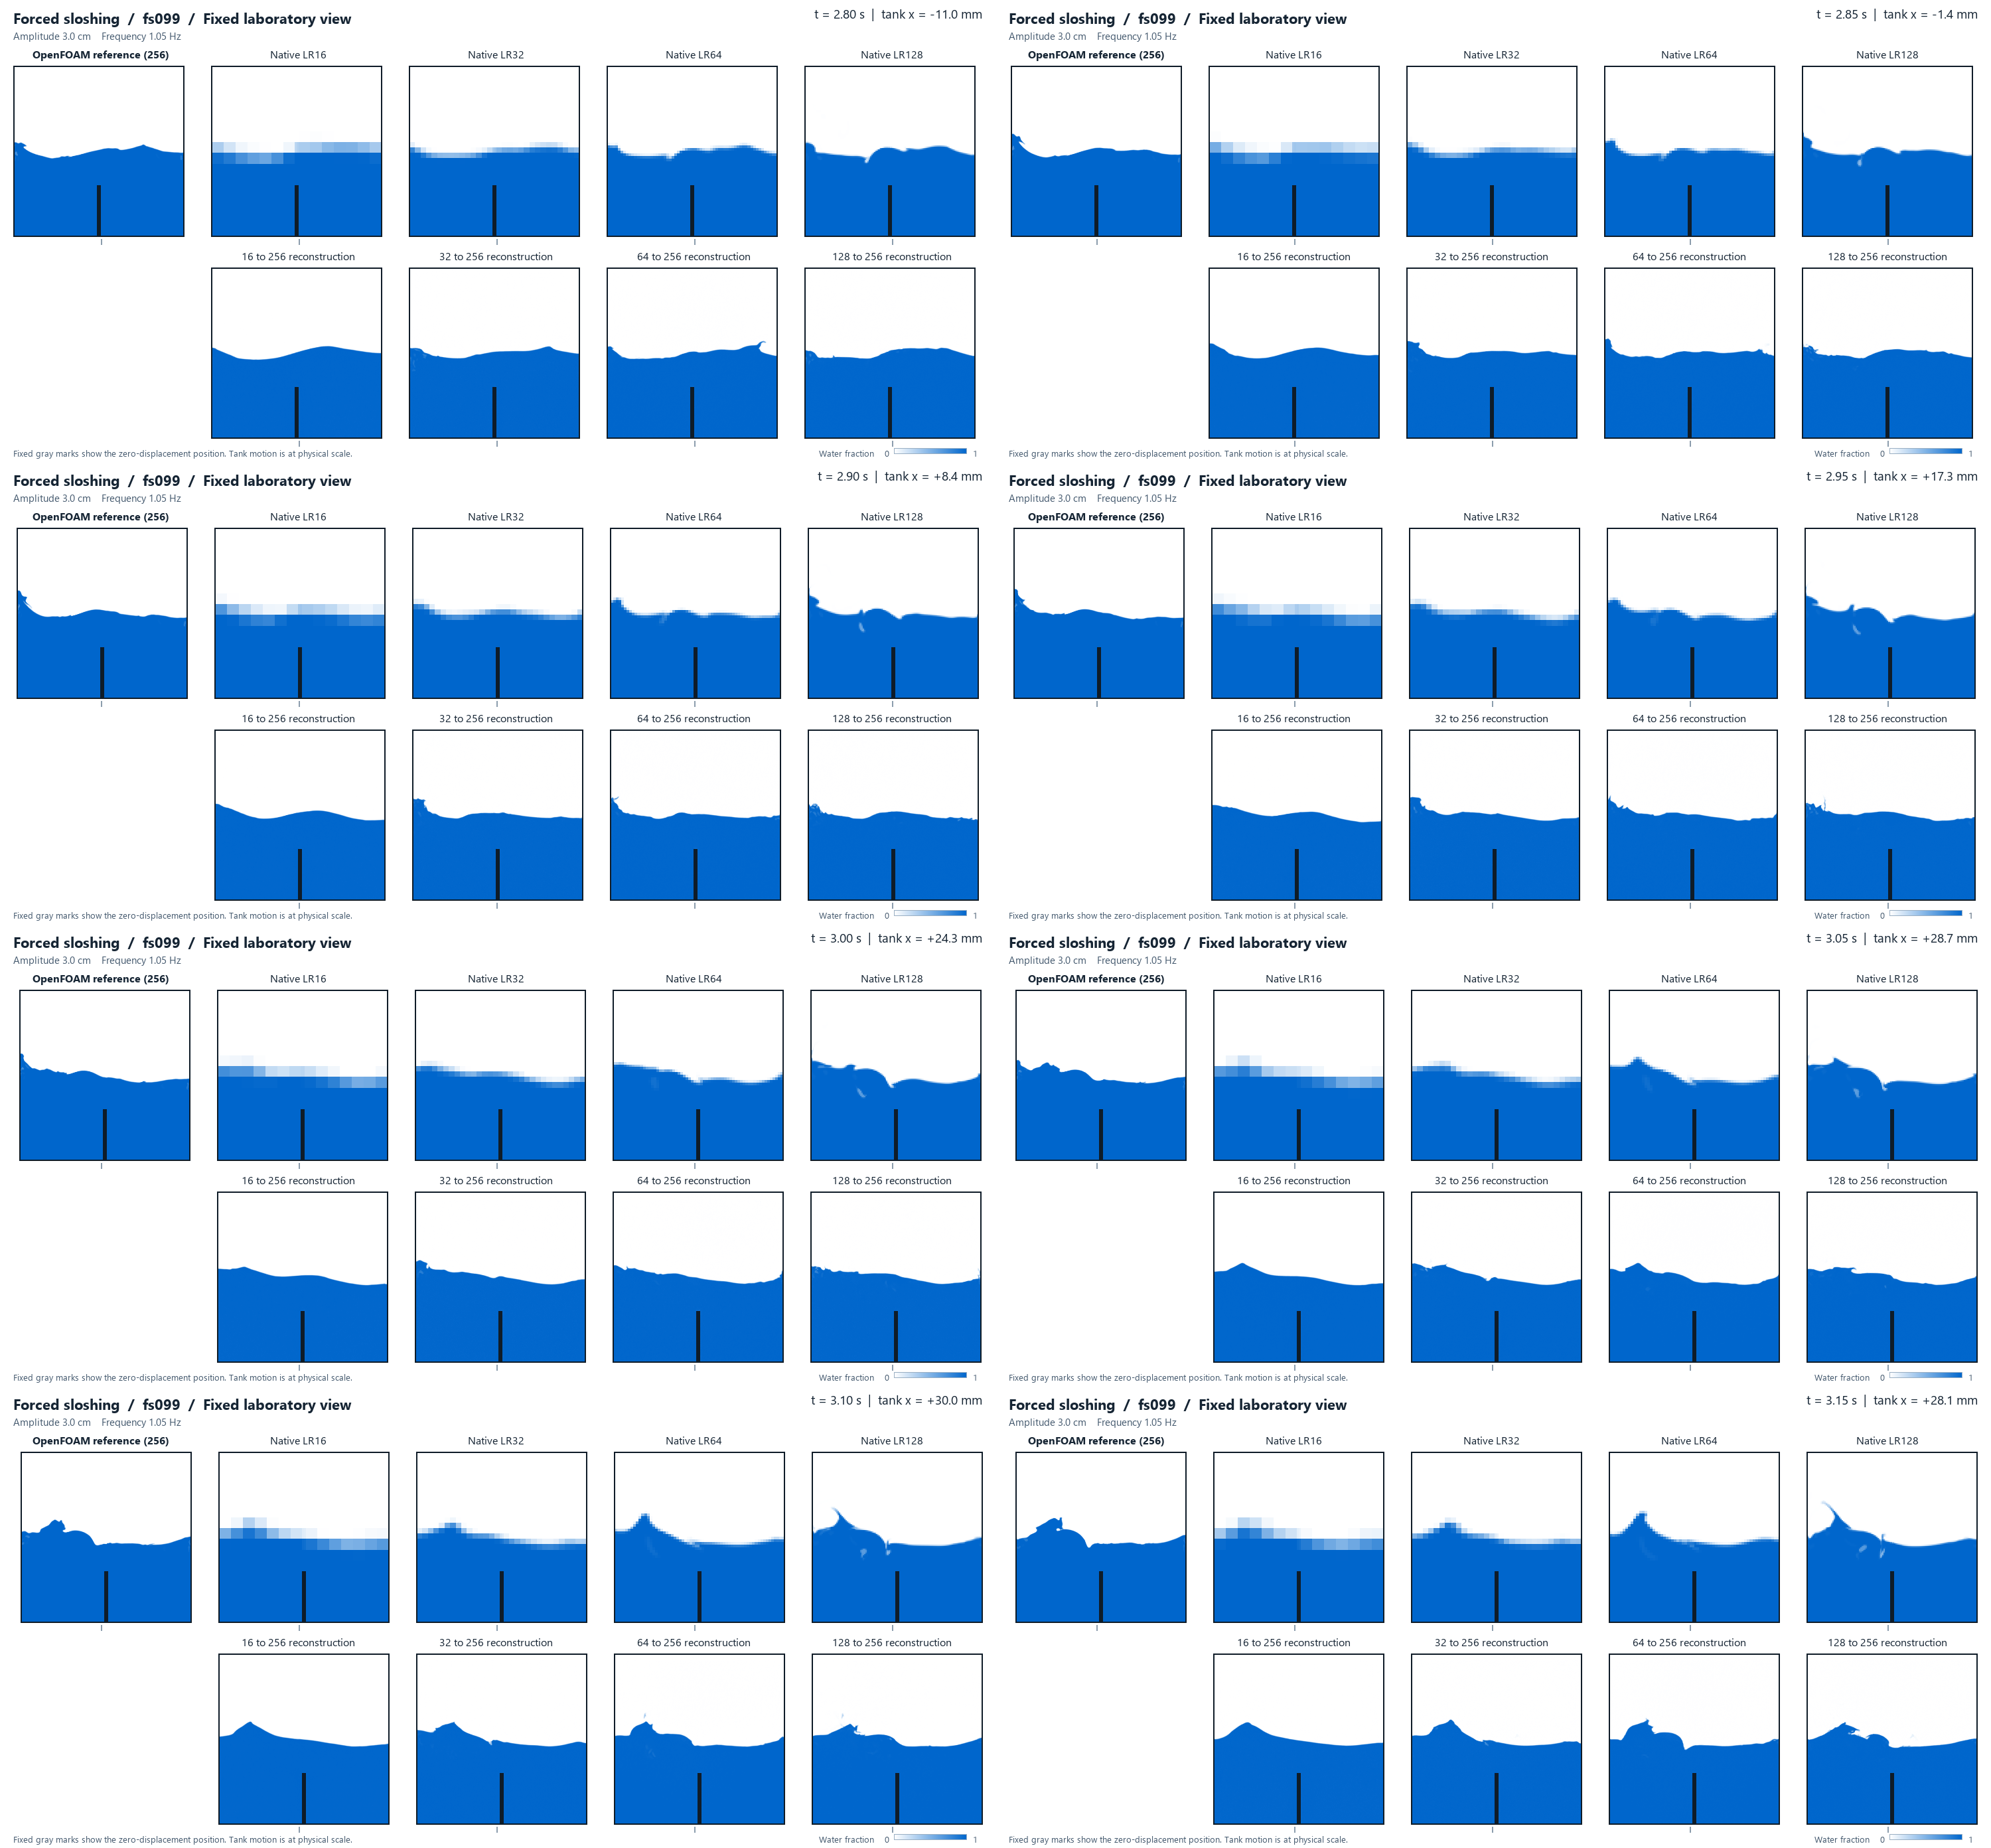 Forced sloshing / fs099 / Fixed laboratory view
t = 2.80 s | tank x = -11.0 mm
Amplitude 3.0 cm Frequency 1.05 Hz
OpenFOAM reference (256) Native LR16 Native LR32 Native LR64 Native LR128
16 to 256 reconstruction 32 to 256 reconstruction 64 to 256 reconstruction 128 to 256 reconstruction
Fixed gray marks show the zero-displacement position. Tank motion is at physical scale.
Water fraction 0 1
Forced sloshing / fs099 / Fixed laboratory view
t = 2.85 s | tank x = -1.4 mm
Amplitude 3.0 cm Frequency 1.05 Hz
OpenFOAM reference (256) Native LR16 Native LR32 Native LR64 Native LR128
16 to 256 reconstruction 32 to 256 reconstruction 64 to 256 reconstruction 128 to 256 reconstruction
Fixed gray marks show the zero-displacement position. Tank motion is at physical scale.
Water fraction 0 1
Forced sloshing / fs099 / Fixed laboratory view
t = 2.90 s | tank x = +8.4 mm
Amplitude 3.0 cm Frequency 1.05 Hz
OpenFOAM reference (256) Native LR16 Native LR32 Native LR64 Native LR128
16 to 256 reconstruction 32 to 256 reconstruction 64 to 256 reconstruction 128 to 256 reconstruction
Fixed gray marks show the zero-displacement position. Tank motion is at physical scale.
Water fraction 0 1
Forced sloshing / fs099 / Fixed laboratory view
t = 2.95 s | tank x = +17.3 mm
Amplitude 3.0 cm Frequency 1.05 Hz
OpenFOAM reference (256) Native LR16 Native LR32 Native LR64 Native LR128
16 to 256 reconstruction 32 to 256 reconstruction 64 to 256 reconstruction 128 to 256 reconstruction
Fixed gray marks show the zero-displacement position. Tank motion is at physical scale.
Water fraction 0 1
Forced sloshing / fs099 / Fixed laboratory view
t = 3.00 s | tank x = +24.3 mm
Amplitude 3.0 cm Frequency 1.05 Hz
OpenFOAM reference (256) Native LR16 Native LR32 Native LR64 Native LR128
16 to 256 reconstruction 32 to 256 reconstruction 64 to 256 reconstruction 128 to 256 reconstruction
Fixed gray marks show the zero-displacement position. Tank motion is at physical scale.
Water fraction 0 1
Forced sloshing / fs099 / Fixed laboratory view
t = 3.05 s | tank x = +28.7 mm
Amplitude 3.0 cm Frequency 1.05 Hz
OpenFOAM reference (256) Native LR16 Native LR32 Native LR64 Native LR128
16 to 256 reconstruction 32 to 256 reconstruction 64 to 256 reconstruction 128 to 256 reconstruction
Fixed gray marks show the zero-displacement position. Tank motion is at physical scale.
Water fraction 0 1
Forced sloshing / fs099 / Fixed laboratory view
t = 3.10 s | tank x = +30.0 mm
Amplitude 3.0 cm Frequency 1.05 Hz
OpenFOAM reference (256) Native LR16 Native LR32 Native LR64 Native LR128
16 to 256 reconstruction 32 to 256 reconstruction 64 to 256 reconstruction 128 to 256 reconstruction
Fixed gray marks show the zero-displacement position. Tank motion is at physical scale.
Water fraction 0 1
Forced sloshing / fs099 / Fixed laboratory view
t = 3.15 s | tank x = +28.1 mm
Amplitude 3.0 cm Frequency 1.05 Hz
OpenFOAM reference (256) Native LR16 Native LR32 Native LR64 Native LR128
16 to 256 reconstruction 32 to 256 reconstruction 64 to 256 reconstruction 128 to 256 reconstruction
Fixed gray marks show the zero-displacement position. Tank motion is at physical scale.
Water fraction 0 1